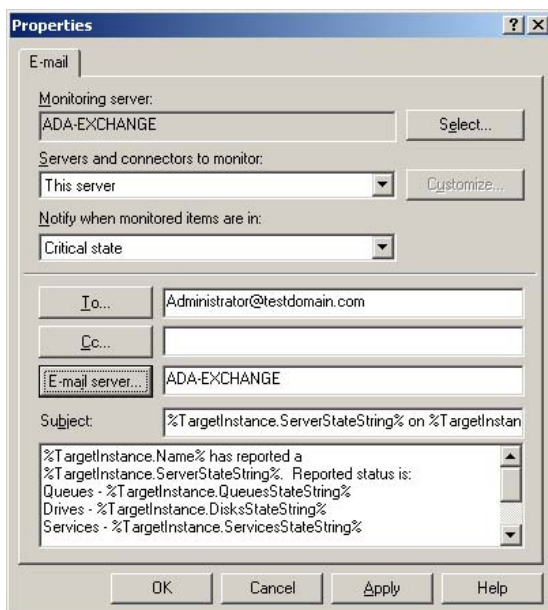 Properties
E-mail
Monitoring server:
ADA-EXCHANGE
Select...
Servers and connectors to monitor:
This server
Customize...
Notify when monitored items are in:
Critical state
To...
Administrator@testdomain.com
Cc...
E-mail server...
ADA-EXCHANGE
Subject:
%TargetInstance.ServerStateString% on %TargetInstan
%TargetInstance.Name% has reported a
%TargetInstance.ServerStateString%. Reported status is:
Queues - %TargetInstance.QueuesStateString%
Drives - %TargetInstance.DisksStateString%
Services - %TargetInstance.ServicesStateString%
OK
Cancel
Apply
Help